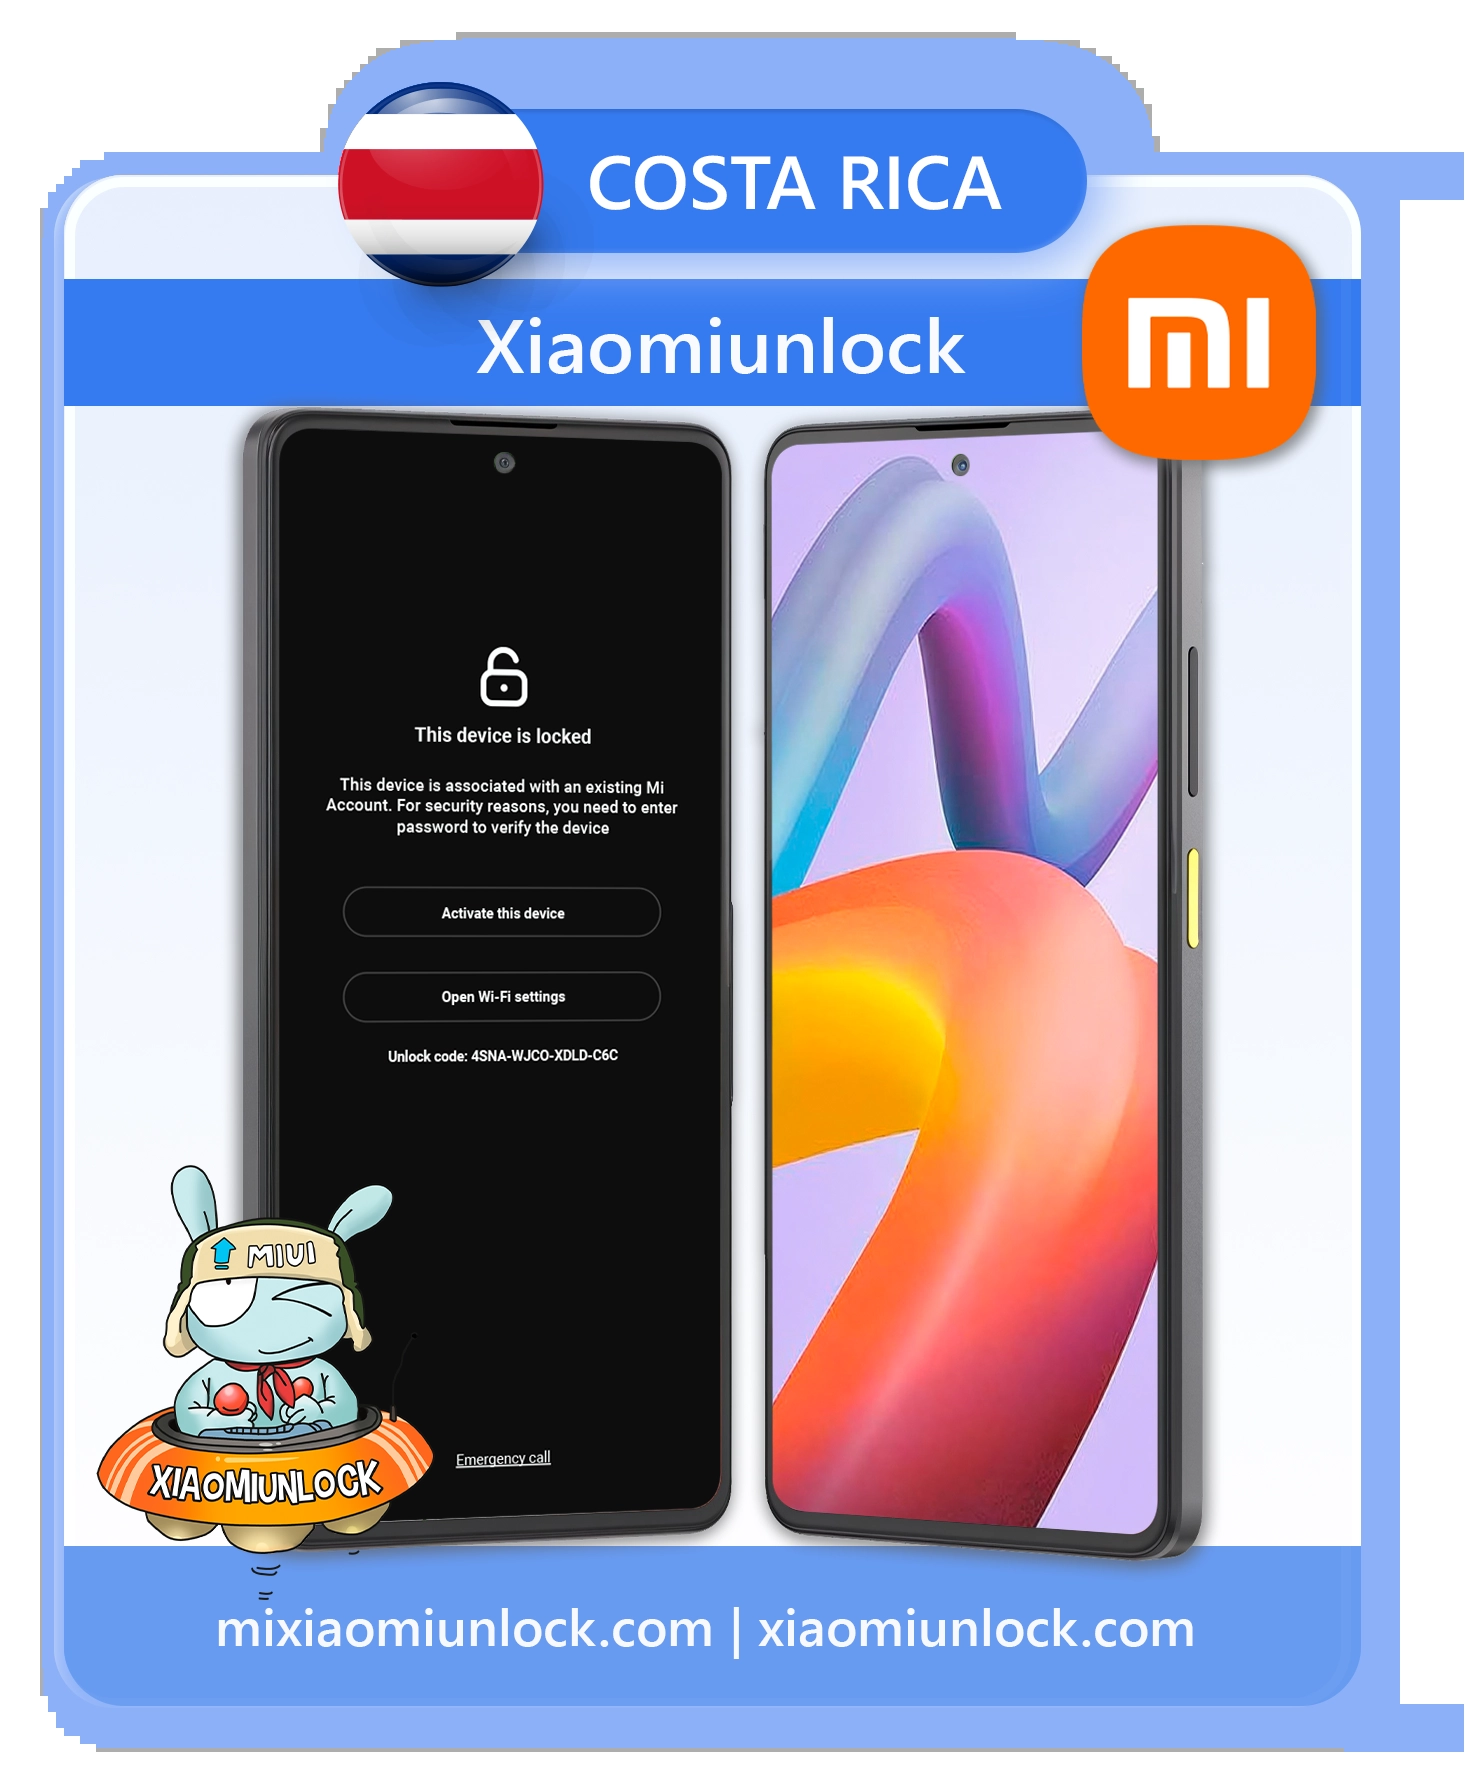 COSTA RICA
Xiaomiunlock
mi
This device is locked
This device is associated with an existing Mi
Account. For security reasons, you need to enter
password to verify the device
Activate this device
Open Wi-Fi settings
Unlock code: 4SNA-WJCO-XDLD-C6C
MIUI
XIAOMIUNLOCK
Emergency call
mixiaomiunlock.com | xiaomiunlock.com